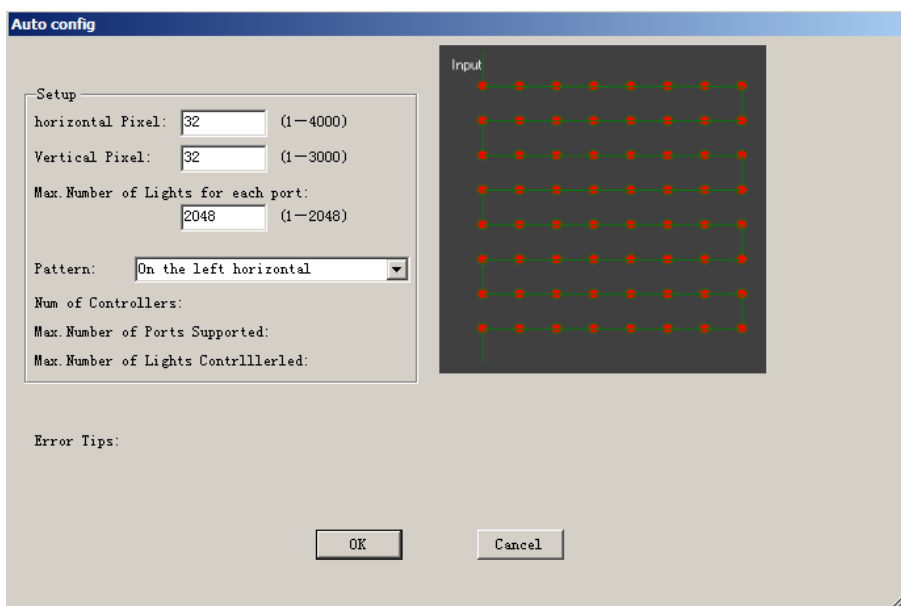 Auto config
Input
Setup
horizontal Pixel: 32 (1—4000)
Vertical Pixel: 32 (1—3000)
Max.Number of Lights for each port:
2048 (1—2048)
Pattern: On the left horizontal
Num of Controllers:
Max.Number of Ports Supported:
Max.Number of Lights Contrlllerled:
Error Tips:
OK Cancel